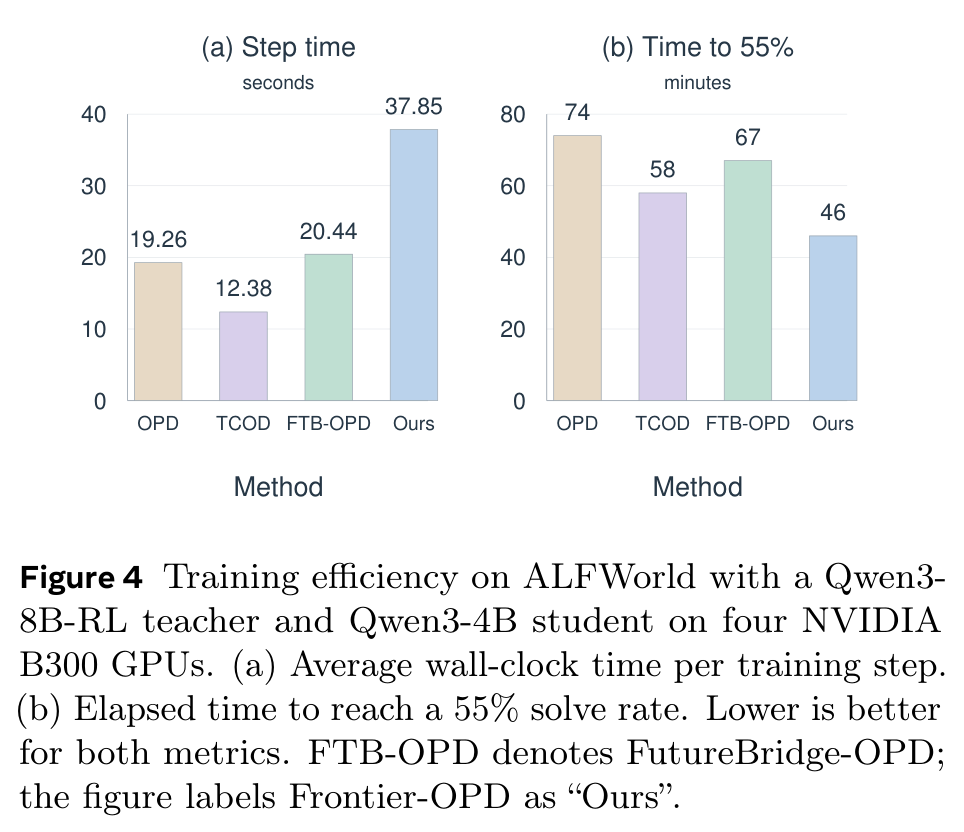 (a) Step time
seconds
40
30
20
10
0
37.85
19.26
20.44
12.38
OPD TCOD FTB-OPD Ours
Method
(b) Time to 55%
minutes
80
60
40
20
0
74
67
58
46
OPD TCOD FTB-OPD Ours
Method
Figure 4 Training efficiency on ALFWorld with a Qwen3-
8B-RL teacher and Qwen3-4B student on four NVIDIA
B300 GPUs. (a) Average wall-clock time per training step.
(b) Elapsed time to reach a 55% solve rate. Lower is better
for both metrics. FTB-OPD denotes FutureBridge-OPD;
the figure labels Frontier-OPD as “Ours”.